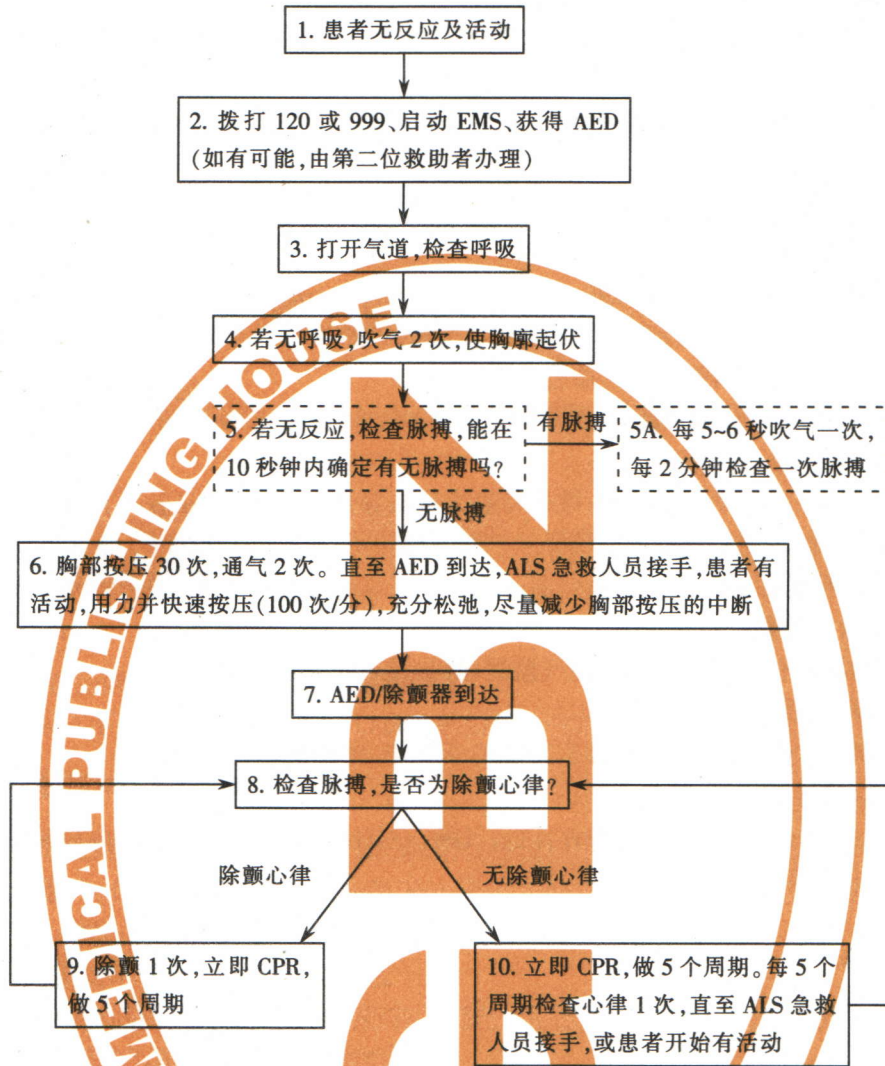 1. 患者无反应及活动
2. 拨打 120 或 999、启动 EMS、获得 AED
(如有可能,由第二位救助者办理)
3. 打开气道,检查呼吸
4. 若无呼吸,吹气 2 次,使胸廓起伏
5. 若无反应,检查脉搏,能在
10 秒钟内确定有无脉搏吗?
有脉搏
5A. 每 5~6 秒吹气一次,
每 2 分钟检查一次脉搏
无脉搏
6. 胸部按压 30 次,通气 2 次。直至 AED 到达,ALS 急救人员接手,患者有
活动,用力并快速按压(100 次/分),充分松弛,尽量减少胸部按压的中断
7. AED/除颤器到达
8. 检查脉搏,是否为除颤心律?
除颤心律
无除颤心律
9. 除颤 1 次,立即 CPR,
做 5 个周期
10. 立即 CPR,做 5 个周期。每 5 个
周期检查心律 1 次,直至 ALS 急救
人员接手,或患者开始有活动
MEDICAL PUBLISHING HOUSE